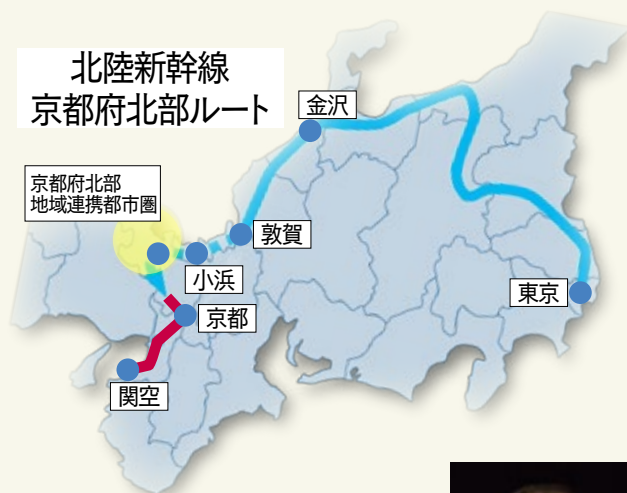 北陸新幹線
京都府北部ルート
金沢
京都府北部
地域連携都市圏
敦賀
小浜
東京
京都
関空